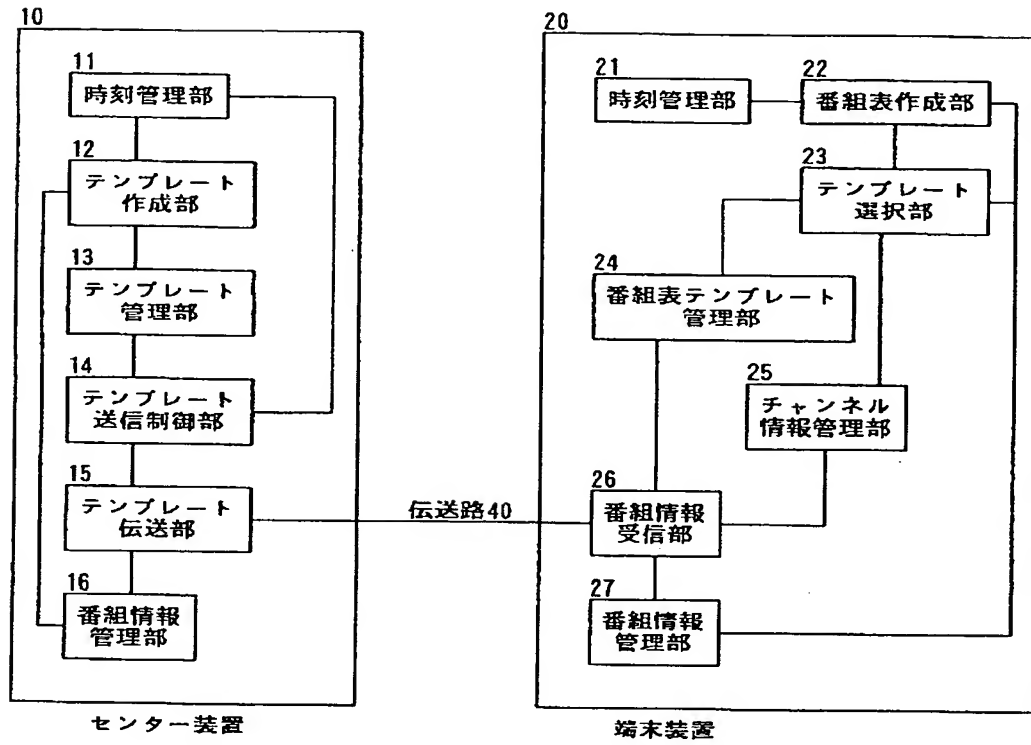 10
11
時刻管理部
12
テンプレート
作成部
13
テンプレート
管理部
14
テンプレート
送信制御部
15
テンプレート
伝送部
16
番組情報
管理部
センター装置
伝送路40
20
21
時刻管理部
22
番組表作成部
23
テンプレート
選択部
24
番組表テンプレート
管理部
25
チャンネル
情報管理部
26
番組情報
受信部
27
番組情報
管理部
端末装置